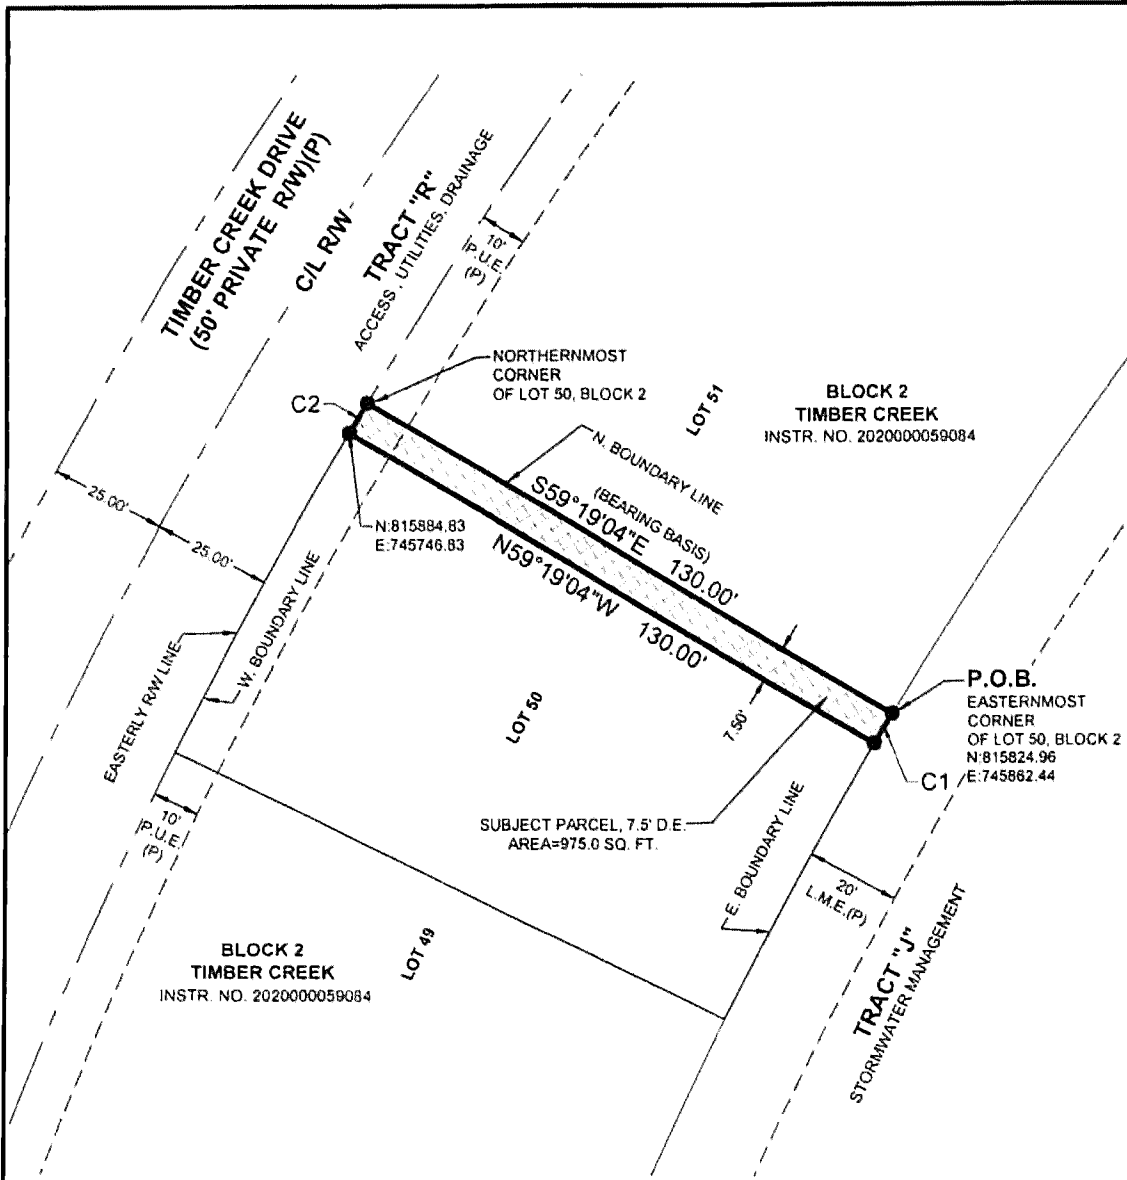 TIMBER CREEK DRIVE
(50' PRIVATE R/W)(P)
C/L R/W
TRACT "R"
ACCESS, UTILITIES, DRAINAGE
10'
P.U.E.
(P)
NORTHERNMOST
CORNER
OF LOT 50, BLOCK 2
C2
LOT 51
BLOCK 2
TIMBER CREEK
INSTR. NO. 2020000059084
N. BOUNDARY LINE
(BEARING BASIS)
S59°19'04"E 130.00'
N59°19'04"W 130.00'
N:815884.83
E:745746.83
25.00'
25.00'
EASTERLY R/W LINE
W. BOUNDARY LINE
LOT 50
7.50'
P.O.B.
EASTERNMOST
CORNER
OF LOT 50, BLOCK 2
N:815824.96
E:745862.44
C1
SUBJECT PARCEL, 7.5' D.E.
AREA=975.0 SQ. FT.
E. BOUNDARY LINE
10'
P.U.E.
(P)
20'
L.M.E.(P)
BLOCK 2
TIMBER CREEK
INSTR. NO. 2020000059084
LOT 49
TRACT "J"
STORMWATER MANAGEMENT